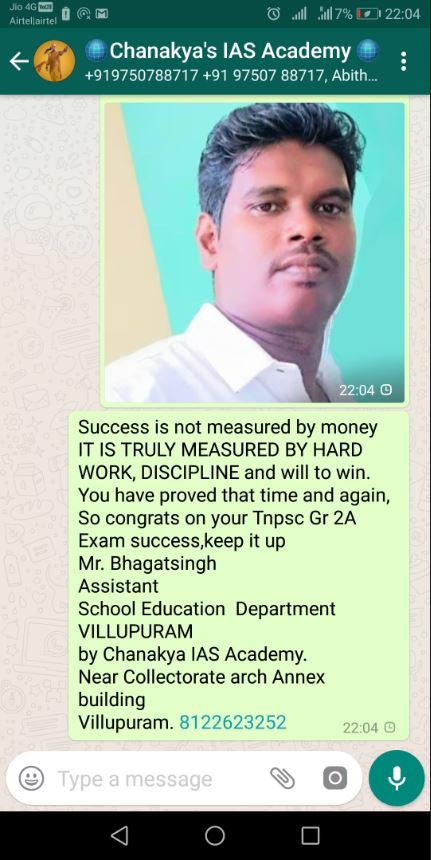 Jio 4G VoLTE
Airtel|airtel
7%
22:04
Chanakya's IAS Academy
+919750788717 +91 97507 88717, Abith...
22:04
Success is not measured by money
IT IS TRULY MEASURED BY HARD
WORK, DISCIPLINE and will to win.
You have proved that time and again,
So congrats on your Tnpsc Gr 2A
Exam success,keep it up
Mr. Bhagatsingh
Assistant
School Education  Department
VILLUPURAM
by Chanakya IAS Academy.
Near Collectorate arch Annex
building
Villupuram. 8122623252
22:04
Type a message